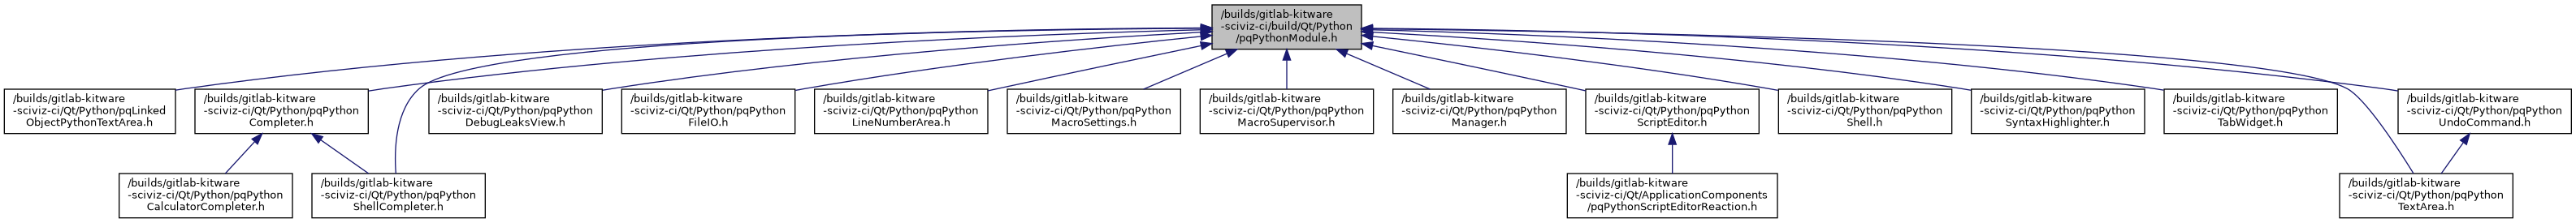 /builds/gitlab-kitware
-sciviz-ci/build/Qt/Python
/pqPythonModule.h
/builds/gitlab-kitware
-sciviz-ci/Qt/Python/pqLinked
ObjectPythonTextArea.h
/builds/gitlab-kitware
-sciviz-ci/Qt/Python/pqPython
Completer.h
/builds/gitlab-kitware
-sciviz-ci/Qt/Python/pqPython
DebugLeaksView.h
/builds/gitlab-kitware
-sciviz-ci/Qt/Python/pqPython
FileIO.h
/builds/gitlab-kitware
-sciviz-ci/Qt/Python/pqPython
LineNumberArea.h
/builds/gitlab-kitware
-sciviz-ci/Qt/Python/pqPython
MacroSettings.h
/builds/gitlab-kitware
-sciviz-ci/Qt/Python/pqPython
MacroSupervisor.h
/builds/gitlab-kitware
-sciviz-ci/Qt/Python/pqPython
Manager.h
/builds/gitlab-kitware
-sciviz-ci/Qt/Python/pqPython
ScriptEditor.h
/builds/gitlab-kitware
-sciviz-ci/Qt/Python/pqPython
Shell.h
/builds/gitlab-kitware
-sciviz-ci/Qt/Python/pqPython
SyntaxHighlighter.h
/builds/gitlab-kitware
-sciviz-ci/Qt/Python/pqPython
TabWidget.h
/builds/gitlab-kitware
-sciviz-ci/Qt/Python/pqPython
UndoCommand.h
/builds/gitlab-kitware
-sciviz-ci/Qt/Python/pqPython
CalculatorCompleter.h
/builds/gitlab-kitware
-sciviz-ci/Qt/Python/pqPython
ShellCompleter.h
/builds/gitlab-kitware
-sciviz-ci/Qt/ApplicationComponents
/pqPythonScriptEditorReaction.h
/builds/gitlab-kitware
-sciviz-ci/Qt/Python/pqPython
TextArea.h